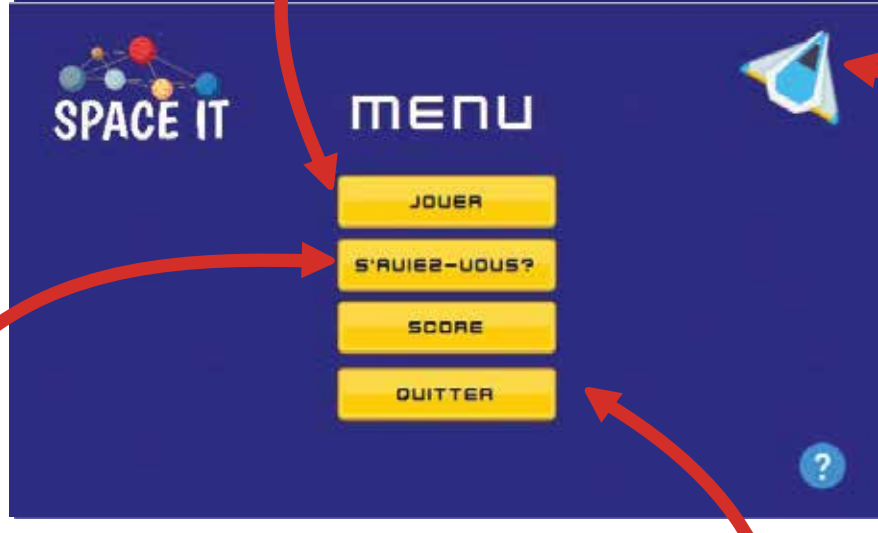 SPACE IT
MENU
JOUER
S'AVIEZ-VOUS?
SCORE
QUITTER
?